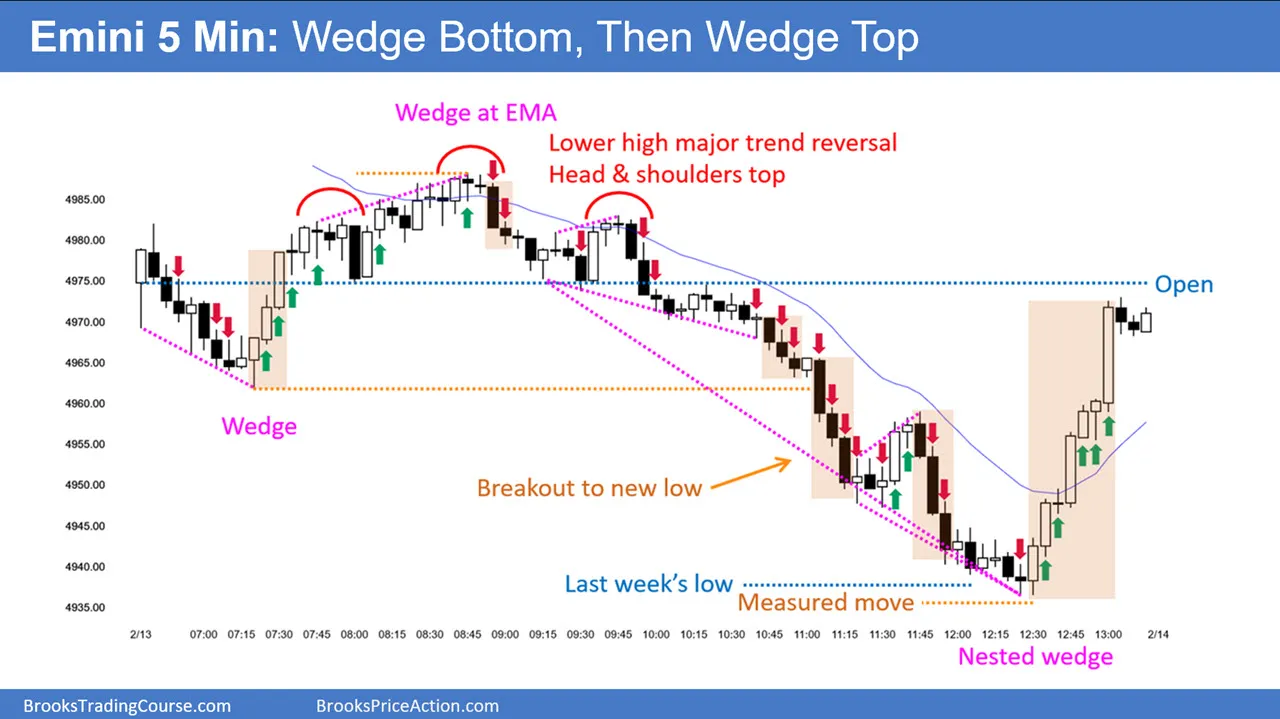 Emini 5 Min: Wedge Bottom, Then Wedge Top
Wedge at EMA
Lower high major trend reversal
Head & shoulders top
4985.00
4980.00
4975.00
4970.00
4965.00
4960.00
4955.00
4950.00
4945.00
4940.00
4935.00
Open
Wedge
Breakout to new low
Last week's low
Measured move
2/13 07:00 07:15 07:30 07:45 08:00 08:15 08:30 08:45 09:00 09:15 09:30 09:45 10:00 10:15 10:30 10:45 11:00 11:15 11:30 11:45 12:00 12:15 12:30 12:45 13:00 2/14
Nested wedge
BrooksTradingCourse.com
BrooksPriceAction.com